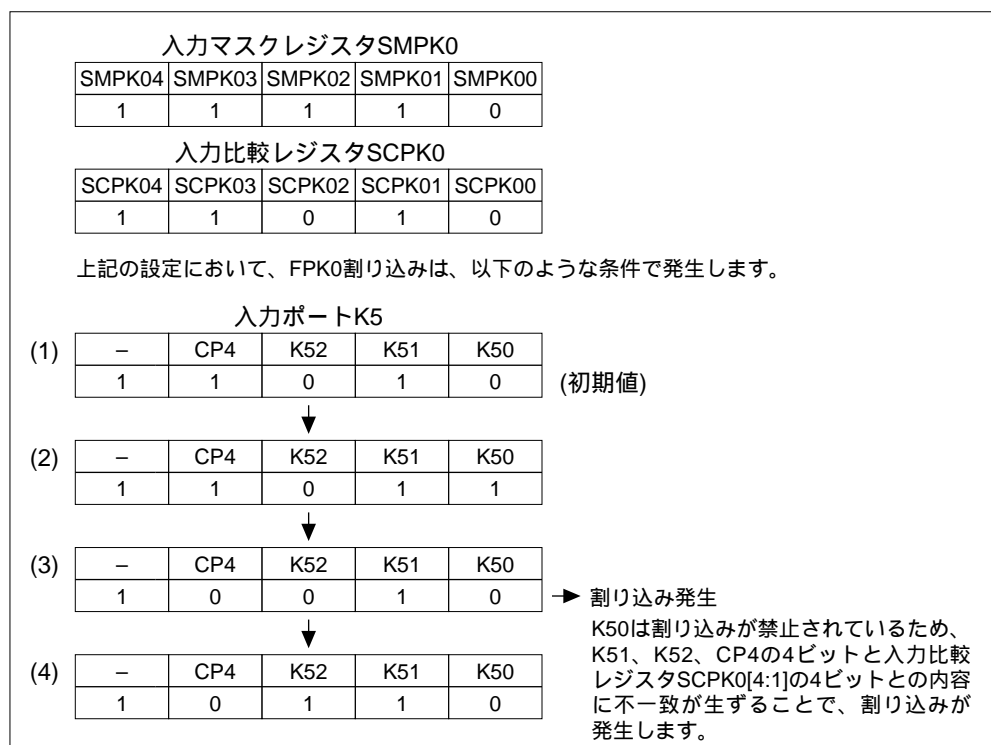 入力マスクレジスタSMPK0
SMPK04 SMPK03 SMPK02 SMPK01 SMPK00
1 1 1 1 0
入力比較レジスタSCPK0
SCPK04 SCPK03 SCPK02 SCPK01 SCPK00
1 1 0 1 0
上記の設定において、FPK0割り込みは、以下のような条件で発生します。
入力ポートK5
(1) – CP4 K52 K51 K50
1 1 0 1 0 (初期値)
(2) – CP4 K52 K51 K50
1 1 0 1 1
(3) – CP4 K52 K51 K50
1 0 0 1 0 割り込み発生
K50は割り込みが禁止されているため、
K51、K52、CP4の4ビットと入力比較
レジスタSCPK0[4:1]の4ビットとの内容
に不一致が生ずることで、割り込みが
発生します。
(4) – CP4 K52 K51 K50
1 0 1 1 0